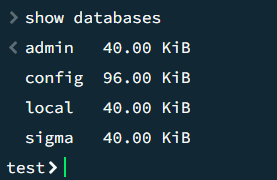 > show databases
< admin   40.00 KiB
config  96.00 KiB
local   40.00 KiB
sigma   40.00 KiB
test>